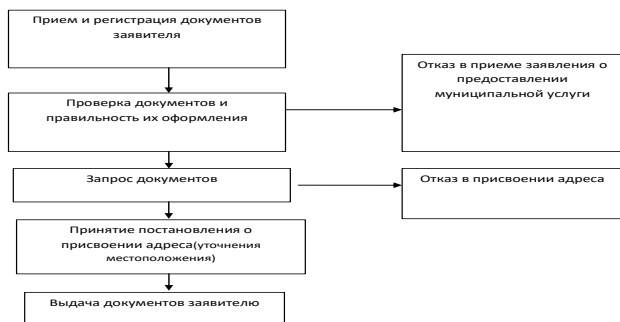 Прием и регистрация документов
заявителя
Отказ в приеме заявления о
предоставлении
муниципальной услуги
Проверка документов и
правильность их оформления
Запрос документов
Отказ в присвоении адреса
Принятие постановления о
присвоении адреса(уточнения
местоположения)
Выдача документов заявителю